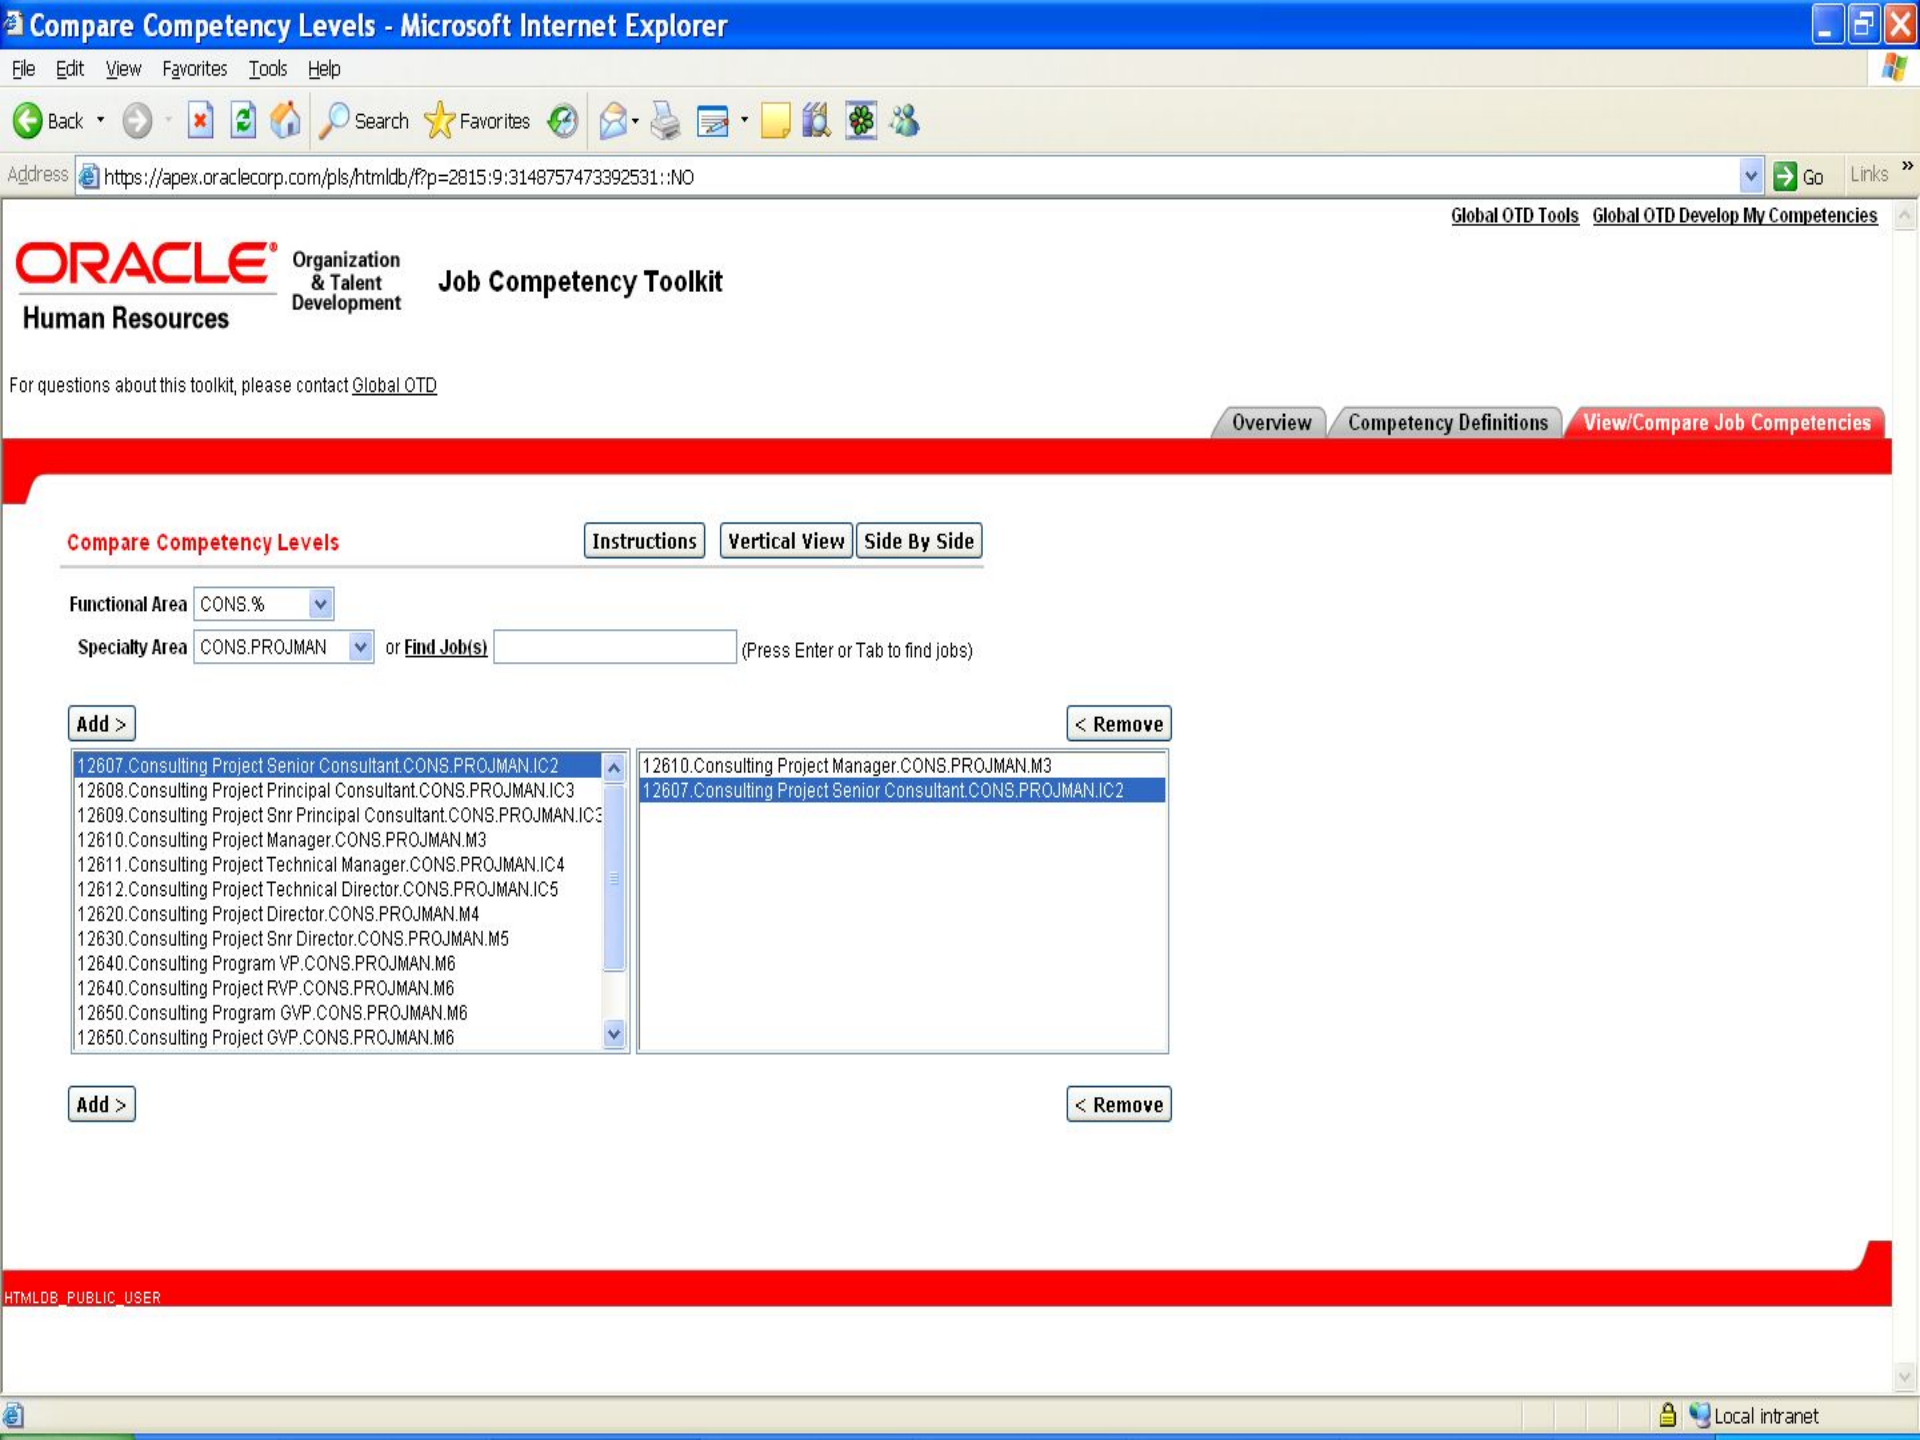 Compare Competency Levels - Microsoft Internet Explorer
File Edit View Favorites Tools Help
Back Search Favorites
Address https://apex.oraclecorp.com/pls/htmldb/f?p=2815:9:3148757473392531::NO Go Links »
Global OTD Tools Global OTD Develop My Competencies
ORACLE®
Human Resources
Organization
& Talent
Development
Job Competency Toolkit
For questions about this toolkit, please contact Global OTD
Overview Competency Definitions View/Compare Job Competencies
Compare Competency Levels Instructions Vertical View Side By Side
Functional Area CONS.%
Specialty Area CONS.PROJMAN or Find Job(s) (Press Enter or Tab to find jobs)
Add > < Remove
12607.Consulting Project Senior Consultant.CONS.PROJMAN.IC2
12608.Consulting Project Principal Consultant.CONS.PROJMAN.IC3
12609.Consulting Project Snr Principal Consultant.CONS.PROJMAN.IC3
12610.Consulting Project Manager.CONS.PROJMAN.M3
12611.Consulting Project Technical Manager.CONS.PROJMAN.IC4
12612.Consulting Project Technical Director.CONS.PROJMAN.IC5
12620.Consulting Project Director.CONS.PROJMAN.M4
12630.Consulting Project Snr Director.CONS.PROJMAN.M5
12640.Consulting Program VP.CONS.PROJMAN.M6
12640.Consulting Project RVP.CONS.PROJMAN.M6
12650.Consulting Program GVP.CONS.PROJMAN.M6
12650.Consulting Project GVP.CONS.PROJMAN.M6
12610.Consulting Project Manager.CONS.PROJMAN.M3
12607.Consulting Project Senior Consultant.CONS.PROJMAN.IC2
Add > < Remove
HTMLDB_PUBLIC_USER
Local intranet